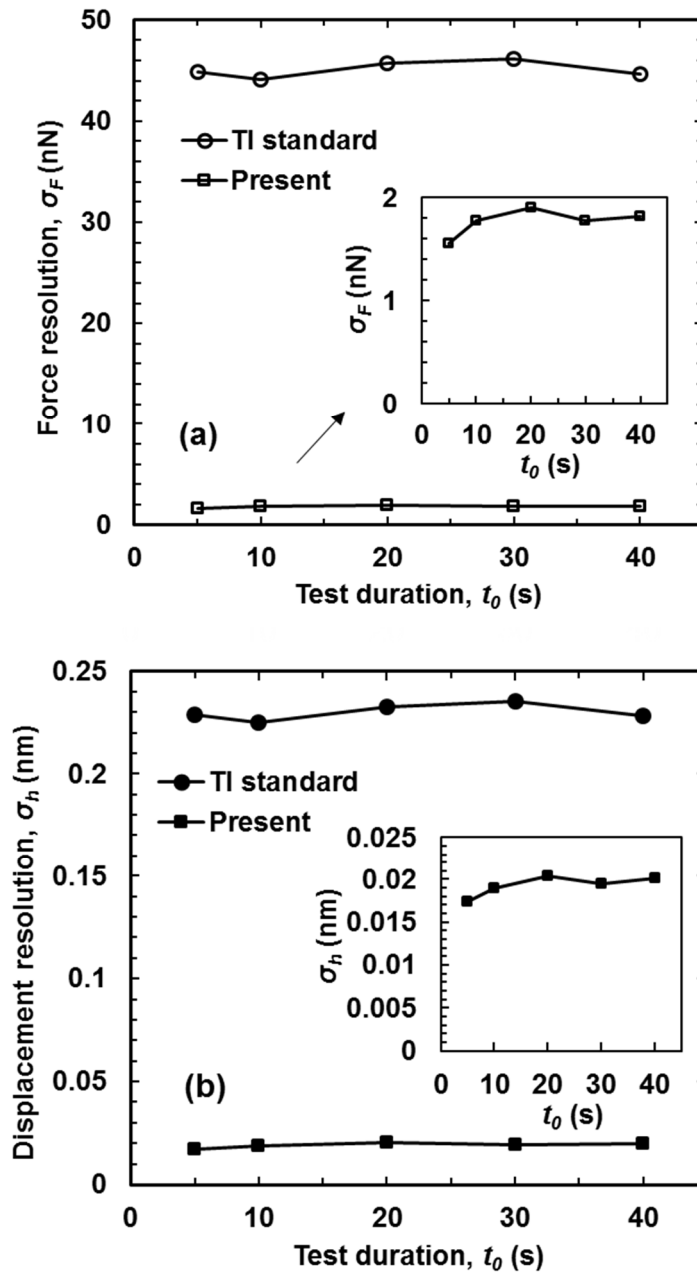 50
40
30
20
10
0
Force resolution, σF (nN)
TI standard
Present
2
1
0
σF (nN)
0 10 20 30 40
t0 (s)
(a)
0 10 20 30 40
Test duration, t0 (s)
0.25
0.2
0.15
0.1
0.05
0
Displacement resolution, σh (nm)
TI standard
Present
0.025
0.02
0.015
0.01
0.005
0
σh (nm)
0 10 20 30 40
t0 (s)
(b)
0 10 20 30 40
Test duration, t0 (s)